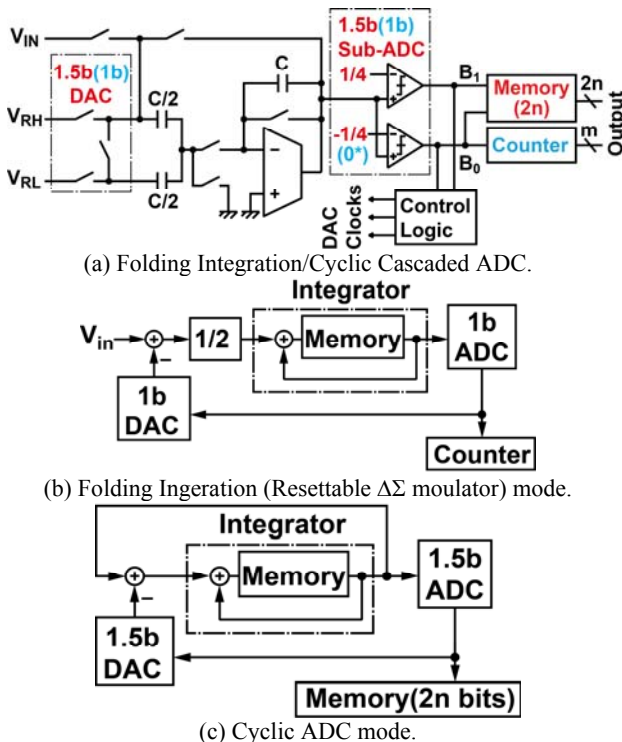 V_IN
1.5b(1b)
DAC
V_RH
V_RL
C/2
C/2
C
−
+
1.5b(1b)
Sub-ADC
1/4
−
+
-1/4
(0*)
−
+
B_1
B_0
Memory
(2n)
Counter
2n
m
Output
Control
Logic
DAC
Clocks
(a) Folding Integration/Cyclic Cascaded ADC.
Integrator
V_in
+
−
1/2
+
Memory
1b
ADC
1b
DAC
Counter
(b) Folding Ingeration (Resettable ΔΣ moulator) mode.
Integrator
+
−
+
Memory
1.5b
ADC
1.5b
DAC
Memory(2n bits)
(c) Cyclic ADC mode.